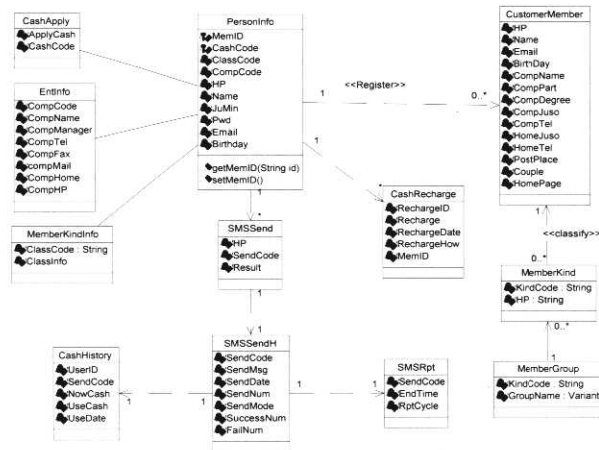 CashApply
ApplyCash
CashCode
EntInfo
CompCode
CompName
CompManager
CompTel
CompFax
compMail
CompHome
CompHP
MemberKindInfo
ClassCode : String
ClassInfo
PersonInfo
MemID
CashCode
ClassCode
CompCode
HP
Name
JuMin
Pwd
Email
Birthday
getMemID(String id)
setMemID()
1
<<Register>>
0..*
1
1
*
*
CustomerMember
HP
Name
Email
BirthDay
CompName
CompPart
CompDegree
CompJuso
CompTel
HomeJuso
HomeTel
PostPlace
Couple
HomePage
1
<<classify>>
0..*
CashRecharge
RechargeID
Recharge
RechargeDate
RechargeHow
MemID
SMSSend
HP
SendCode
Result
1
1
MemberKind
KindCode : String
HP : String
0..*
1
MemberGroup
KindCode : String
GroupName : Variant
CashHistory
UserID
SendCode
NowCash
UseCash
UseDate
1
1
SMSSendH
SendCode
SendMsg
SendDate
SendNum
SendMode
SuccessNum
FailNum
1
1
SMSRpt
SendCode
EndTime
RptCycle